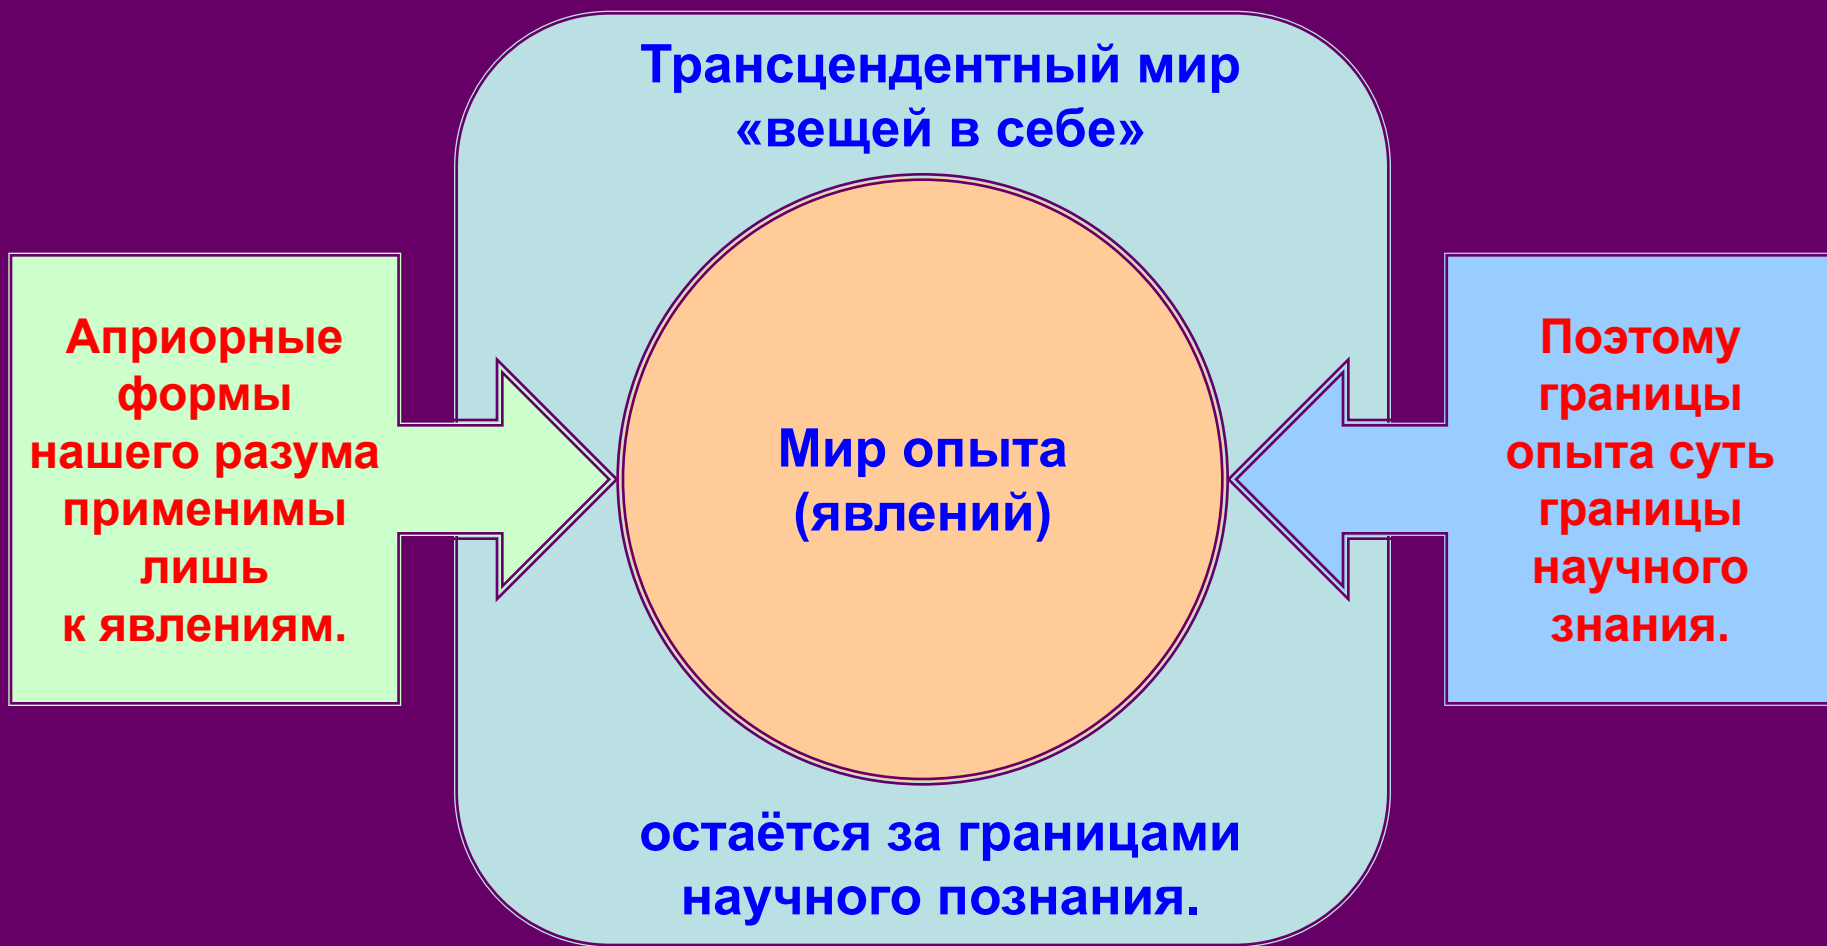 Трансцендентный мир
«вещей в себе»
Априорные
формы
нашего разума
применимы
лишь
к явлениям.
Мир опыта
(явлений)
Поэтому
границы
опыта суть
границы
научного
знания.
остаётся за границами
научного познания.